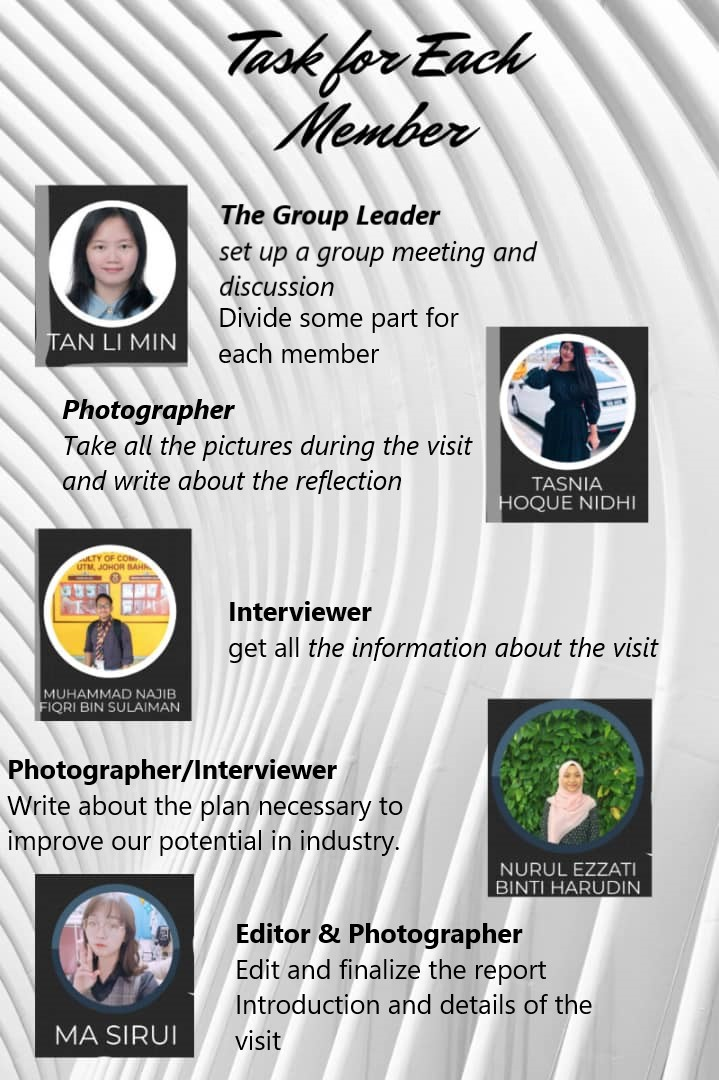 Task for Each
Member
The Group Leader
set up a group meeting and
discussion
Divide some part for
each member
TAN LI MIN
Photographer
Take all the pictures during the visit
and write about the reflection
TASNIA
HOQUE NIDHI
UTM, JOHOR BAHR
MUHAMMAD NAJIB
FIQRI BIN SULAIMAN
Interviewer
get all the information about the visit
Photographer/Interviewer
Write about the plan necessary to
improve our potential in industry.
NURUL EZZATI
BINTI HARUDIN
MA SIRUI
Editor & Photographer
Edit and finalize the report
Introduction and details of the
visit